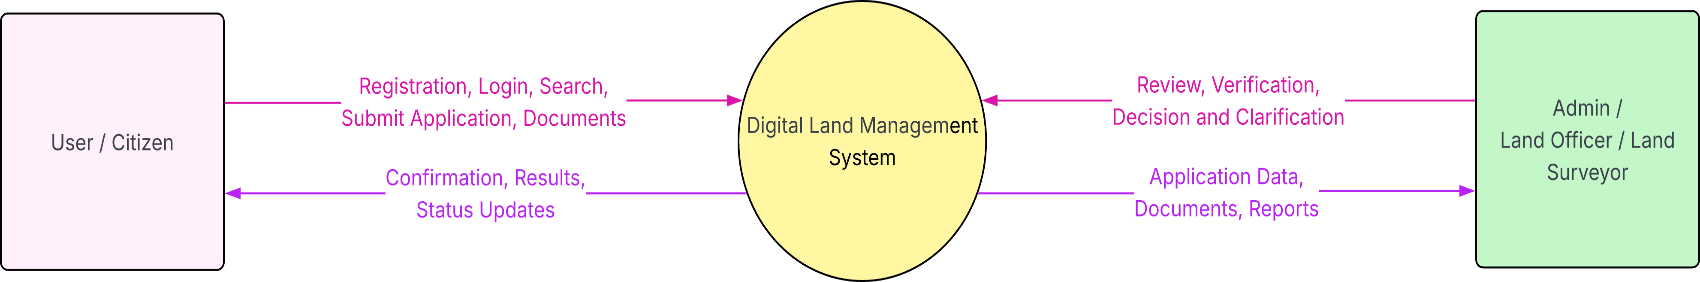 User / Citizen
Registration, Login, Search,
Submit Application, Documents
Confirmation, Results,
Status Updates
Digital Land Management
System
Review, Verification,
Decision and Clarification
Application Data,
Documents, Reports
Admin /
Land Officer / Land
Surveyor